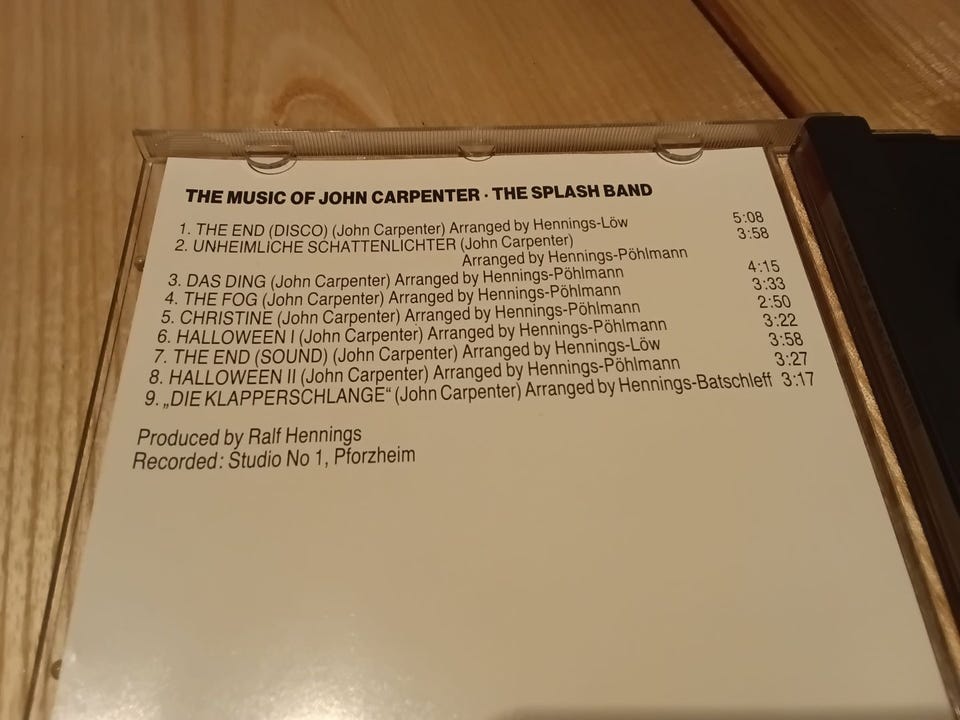 THE MUSIC OF JOHN CARPENTER · THE SPLASH BAND
1. THE END (DISCO) (John Carpenter) Arranged by Hennings-Löw 5:08
2. UNHEIMLICHE SCHATTENLICHTER (John Carpenter) 3:58
Arranged by Hennings-Pöhlmann
3. DAS DING (John Carpenter) Arranged by Hennings-Pöhlmann 4:15
4. THE FOG (John Carpenter) Arranged by Hennings-Pöhlmann 3:33
5. CHRISTINE (John Carpenter) Arranged by Hennings-Pöhlmann 2:50
6. HALLOWEEN I (John Carpenter) Arranged by Hennings-Pöhlmann 3:22
7. THE END (SOUND) (John Carpenter) Arranged by Hennings-Löw 3:58
8. HALLOWEEN II (John Carpenter) Arranged by Hennings-Pöhlmann 3:27
9. „DIE KLAPPERSCHLANGE“ (John Carpenter) Arranged by Hennings-Batschleff 3:17
Produced by Ralf Hennings
Recorded: Studio No 1, Pforzheim